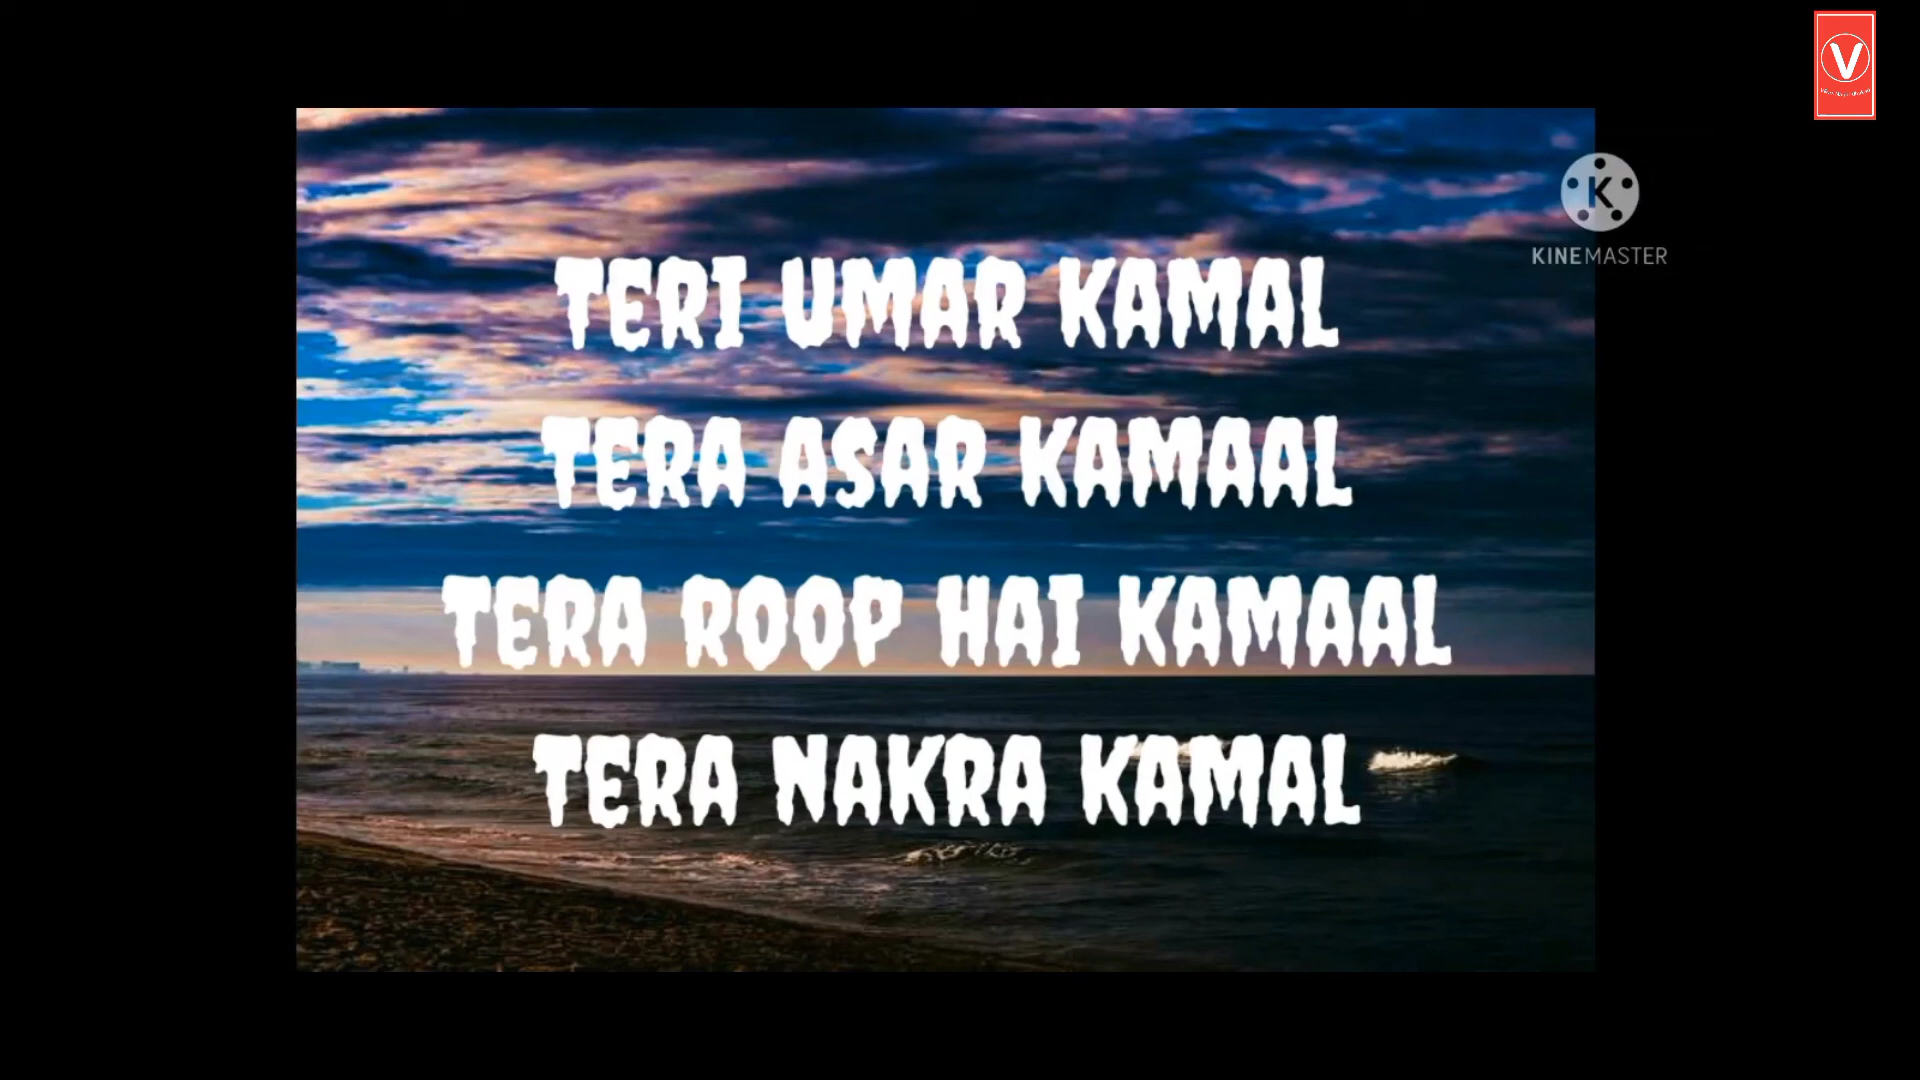 V
K
KINEMASTER
TERI UMAR KAMAL
TERA ASAR KAMAAL
TERA ROOP HAI KAMAAL
TERA NAKRA KAMAL